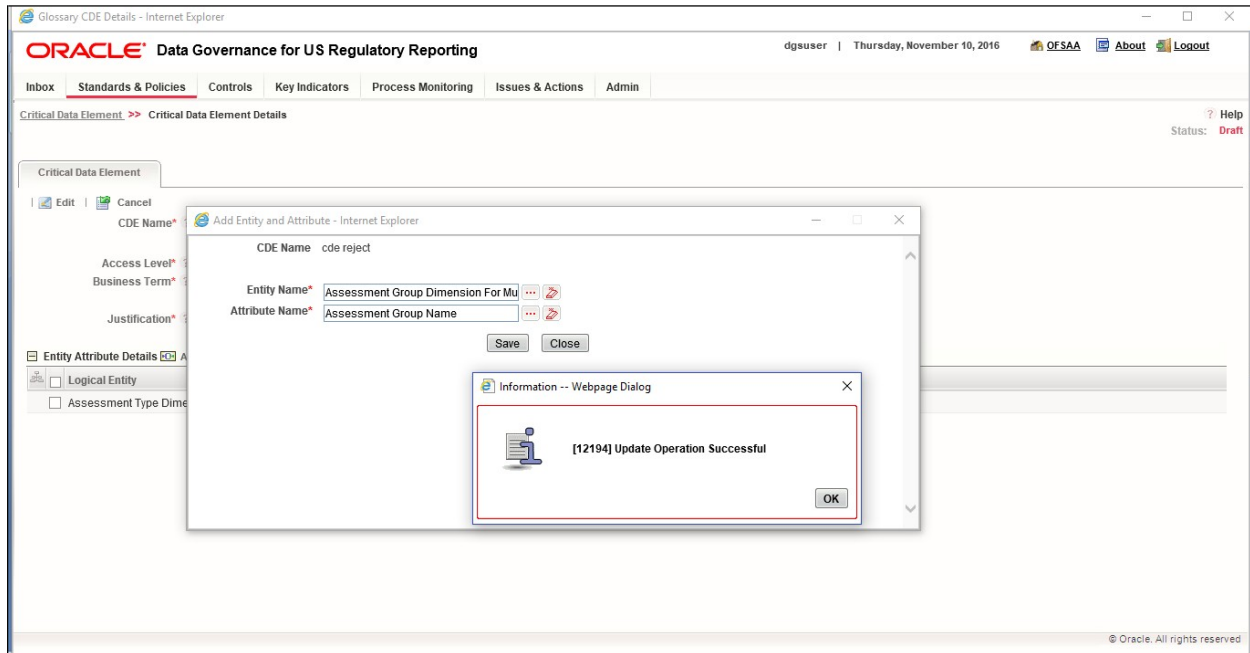 Glossary CDE Details - Internet Explorer
ORACLE Data Governance for US Regulatory Reporting
dgsuser | Thursday, November 10, 2016 OFSAA About Logout
Inbox Standards & Policies Controls Key Indicators Process Monitoring Issues & Actions Admin
Critical Data Element >> Critical Data Element Details
? Help
Status: Draft
Critical Data Element
| Edit | Cancel
CDE Name*
Access Level*
Business Term*
Justification*
Entity Attribute Details
Logical Entity
Assessment Type Dime
Add Entity and Attribute - Internet Explorer
CDE Name cde reject
Entity Name* Assessment Group Dimension For Mu ...
Attribute Name* Assessment Group Name ...
Save Close
Information -- Webpage Dialog
[12194] Update Operation Successful
OK
© Oracle. All rights reserved